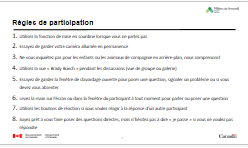 Règles de participation
1. Utilisez la fonction de mise en sourdine lorsque vous ne parlez pas
2. Essayez de garder votre caméra allumée en permanence
3. Ne vous inquiétez pas pour les enfants ou les animaux de compagnie en arrière-plan, nous comprenons!
4. Utilisez la vue « Brady Bunch » pendant les discussions (vue de groupe ou galerie)
5. Essayez de garder la fenêtre de clavardage ouverte pour poser une question, signaler un problème ou si vous
devez vous absenter
6. Levez la main sur l'écran ou dans la fenêtre du participant à tout moment pour parler ou poser une question
7. Utilisez les boutons de réaction si vous voulez réagir à la réponse d'un autre participant
8. Soyez prêt à vous faire poser des questions directes, mais n'hésitez pas à dire « je passe » si vous ne voulez pas
répondre
Canada